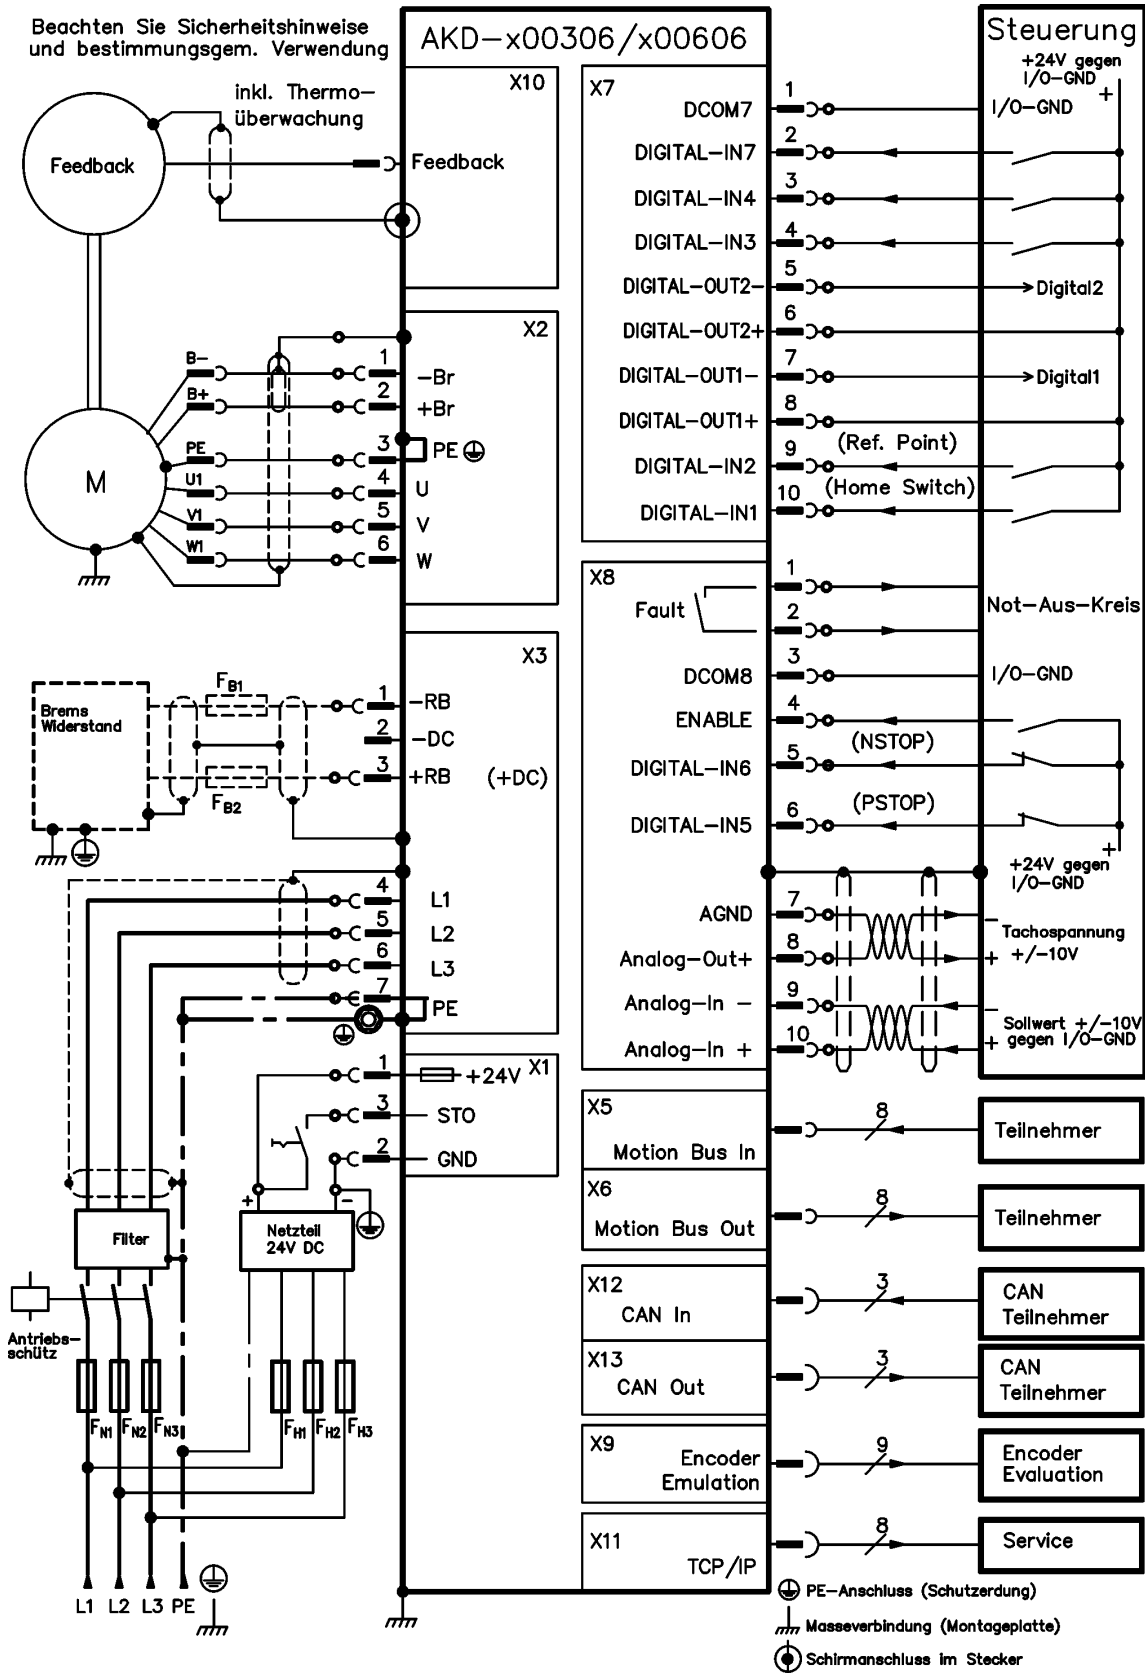 Beachten Sie Sicherheitshinweise
und bestimmungsgem. Verwendung
AKD-x00306/x00606
Steuerung
inkl. Thermo-
überwachung
Feedback
X10
Feedback
X2
B- 1 -Br
B+ 2 +Br
PE 3 PE
M
U1 4 U
V1 5 V
W1 6 W
X3
Brems
Widerstand
FB1
FB2
1 -RB
2 -DC
3 +RB (+DC)
4 L1
5 L2
6 L3
7 PE
X1
1 +24V
3 STO
2 GND
+ -
Netzteil
24V DC
Filter
Antriebs-
schütz
FN1 FN2 FN3
FH1 FH2 FH3
L1 L2 L3 PE
X7
+24V gegen
I/O-GND
+
DCOM7 1 I/O-GND
DIGITAL-IN7 2
DIGITAL-IN4 3
DIGITAL-IN3 4
DIGITAL-OUT2- 5 Digital2
DIGITAL-OUT2+ 6
DIGITAL-OUT1- 7 Digital1
DIGITAL-OUT1+ 8
DIGITAL-IN2 9 (Ref. Point)
DIGITAL-IN1 10 (Home Switch)
X8
Fault 1
2
Not-Aus-Kreis
DCOM8 3 I/O-GND
ENABLE 4
DIGITAL-IN6 5 (NSTOP)
DIGITAL-IN5 6 (PSTOP)
+
+24V gegen
I/O-GND
AGND 7 -
Analog-Out+ 8 +
Tachospannung
+/-10V
Analog-In - 9 -
Analog-In + 10 +
Sollwert +/-10V
gegen I/O-GND
X5
Motion Bus In 8 Teilnehmer
X6
Motion Bus Out 8 Teilnehmer
X12
CAN In 3 CAN
Teilnehmer
X13
CAN Out 3 CAN
Teilnehmer
X9
Encoder
Emulation
9
Encoder
Evaluation
X11
TCP/IP 8 Service
PE-Anschluss (Schutzerdung)
Masseverbindung (Montageplatte)
Schirmanschluss im Stecker